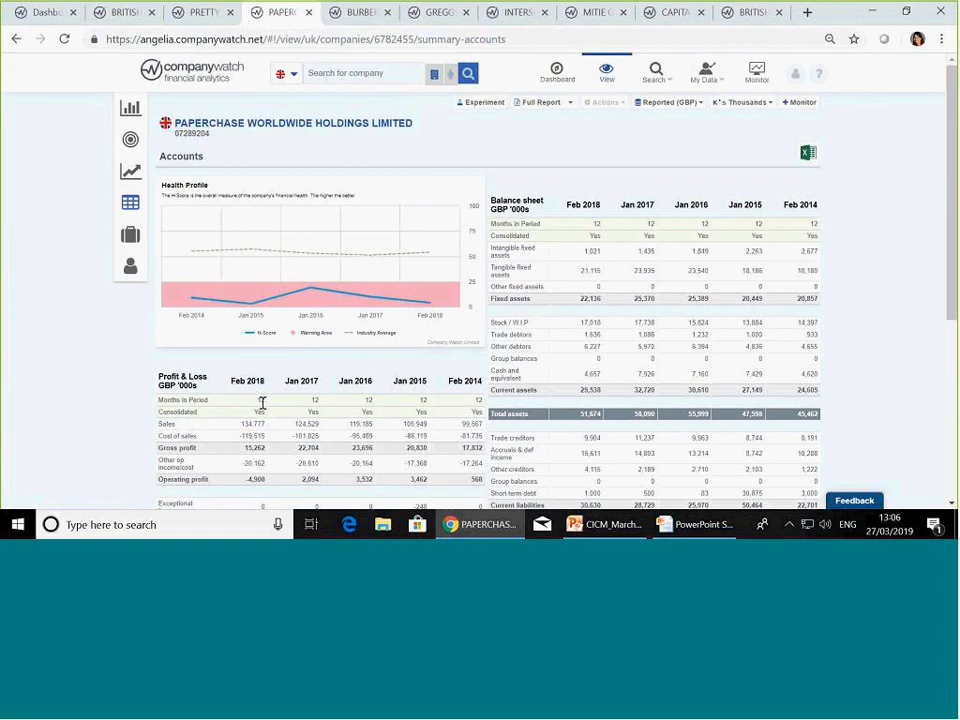 Dashbo
BRITISH
PRETTY
PAPERC
BURBER
GREGGS
INTERS
MITIE G
CAPITA
BRITISH
https://angelia.companywatch.net/#!/view/uk/companies/6782455/summary-accounts
companywatch
financial analytics
Search for company
Dashboard
View
Search
My Data
Monitor
Experiment
Full Report
Actions
Reported (GBP)
K's Thousands
+ Monitor
PAPERCHASE WORLDWIDE HOLDINGS LIMITED
07289204
Accounts
Health Profile
The H-Score is the overall measure of the company's financial health. The higher the better.
100
75
50
25
0
Feb 2014 Jan 2015 Jan 2016 Jan 2017 Feb 2018
H-Score Warning Area Industry Average
Company Watch Limited
Profit & Loss
GBP '000s Feb 2018 Jan 2017 Jan 2016 Jan 2015 Feb 2014
Months in Period 12 12 12 12
Consolidated Yes Yes Yes Yes Yes
Sales 134,777 124,529 119,185 106,949 99,567
Cost of sales -119,515 -101,825 -95,489 -86,119 -81,735
Gross profit 15,262 22,704 23,696 20,830 17,832
Other op
income/cost -20,162 -20,610 -20,164 -17,368 -17,264
Operating profit -4,900 2,094 3,532 3,462 568
Exceptional 0 0 0 -248 0
Balance sheet
GBP '000s Feb 2018 Jan 2017 Jan 2016 Jan 2015 Feb 2014
Months in Period 12 12 12 12 12
Consolidated Yes Yes Yes Yes Yes
Intangible fixed
assets 1,021 1,435 1,849 2,263 2,677
Tangible fixed
assets 21,115 23,935 23,540 18,186 18,180
Other fixed assets 0 0 0 0 0
Fixed assets 22,136 25,370 25,389 20,449 20,857
Stock / W.I.P 17,018 17,738 15,824 13,884 14,397
Trade debtors 1,636 1,086 1,232 1,000 933
Other debtors 6,227 5,970 6,394 4,836 4,655
Group balances 0 0 0 0 0
Cash and
equivalent 4,657 7,926 7,160 7,429 4,620
Current assets 29,538 32,720 30,610 27,149 24,605
Total assets 51,674 58,090 55,999 47,598 45,462
Trade creditors 9,904 11,237 9,963 8,744 8,191
Accruals & def
income 15,611 14,803 13,214 8,742 10,288
Other creditors 4,115 2,189 2,710 2,103 1,222
Group balances 0 0 0 0 0
Short term debt 1,000 500 83 30,875 3,000
Current liabilities 30,630 28,729 25,970 50,464 22,701
Feedback
Type here to search
PAPERCHAS...
CICM_March...
PowerPoint S...
ENG
13:06
27/03/2019
1